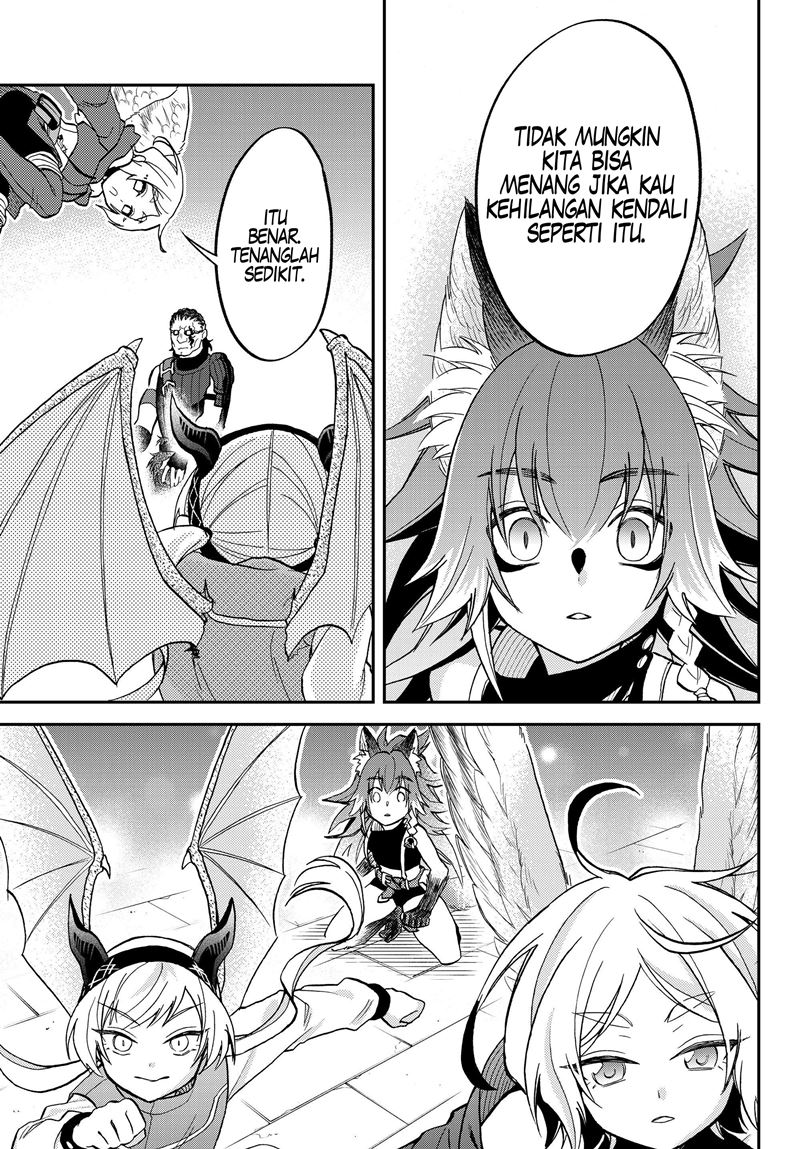 TIDAK MUNGKIN
KITA BISA
MENANG JIKA KAU
KEHILANGAN KENDALI
SEPERTI ITU.
ITU
BENAR.
TENANGLAH
SEDIKIT.